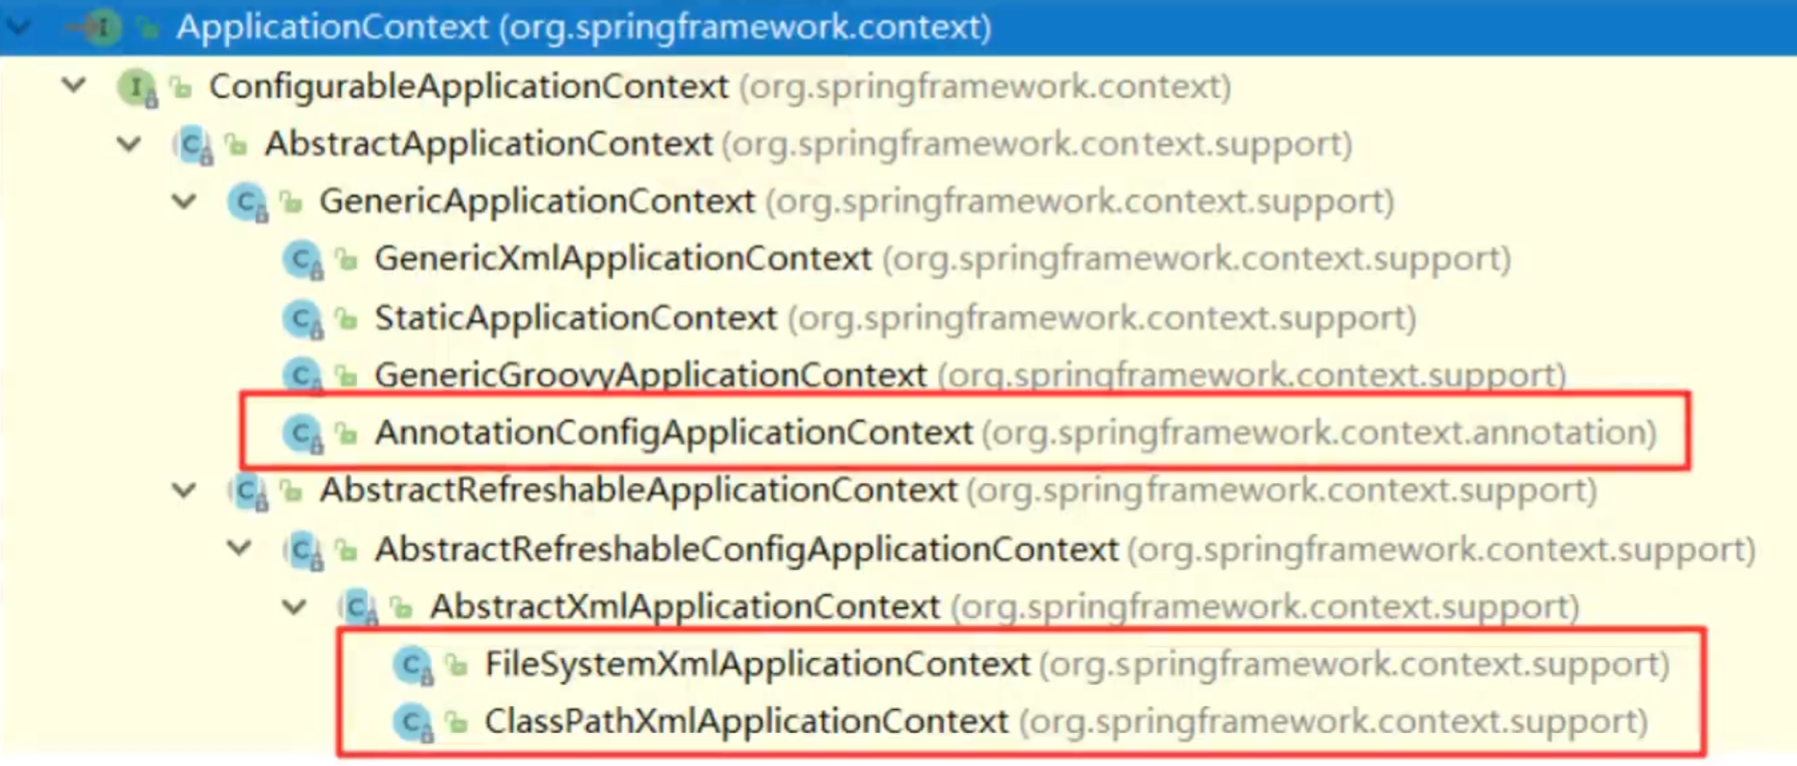 ApplicationContext (org.springframework.context)
ConfigurableApplicationContext (org.springframework.context)
AbstractApplicationContext (org.springframework.context.support)
GenericApplicationContext (org.springframework.context.support)
GenericXmlApplicationContext (org.springframework.context.support)
StaticApplicationContext (org.springframework.context.support)
GenericGroovyApplicationContext (org.springframework.context.support)
AnnotationConfigApplicationContext (org.springframework.context.annotation)
AbstractRefreshableApplicationContext (org.springframework.context.support)
AbstractRefreshableConfigApplicationContext (org.springframework.context.support)
AbstractXmlApplicationContext (org.springframework.context.support)
FileSystemXmlApplicationContext (org.springframework.context.support)
ClassPathXmlApplicationContext (org.springframework.context.support)